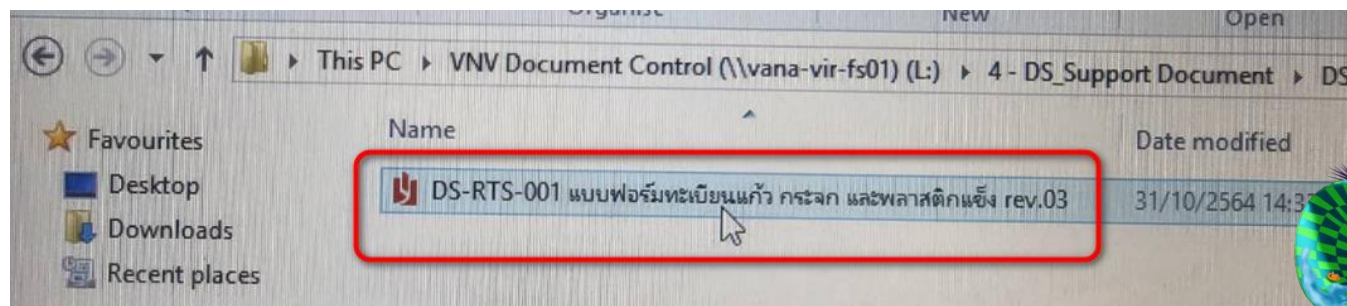 New Open
This PC VNV Document Control (\\vana-vir-fs01) (L:) 4 - DS_Support Document DS
Favourites
Name
Date modified
Desktop
DS-RTS-001 แบบฟอร์มทะเบียนแก้ว กระจก และพลาสติกแข็ง rev.03 31/10/2564
Downloads
Recent places